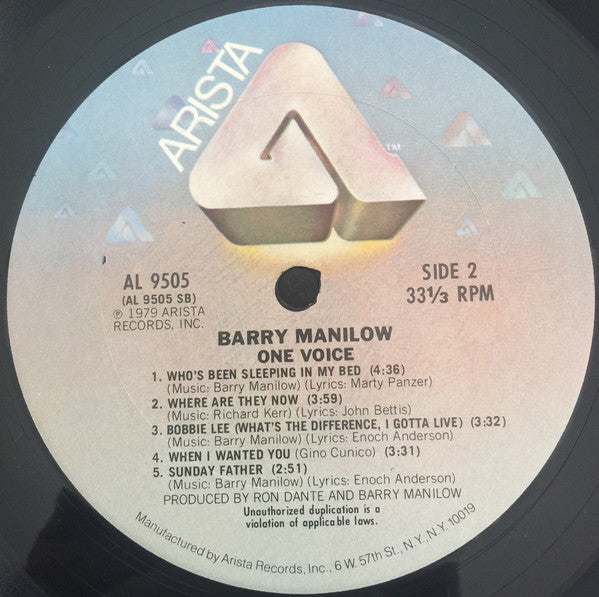 ARISTA
TM
AL 9505
(AL 9505 SB)
℗ 1979 ARISTA
RECORDS, INC.
SIDE 2
33⅓ RPM
BARRY MANILOW
ONE VOICE
1. WHO'S BEEN SLEEPING IN MY BED (4:36)
(Music: Barry Manilow) (Lyrics: Marty Panzer)
2. WHERE ARE THEY NOW (3:59)
(Music: Richard Kerr) (Lyrics: John Bettis)
3. BOBBIE LEE (WHAT'S THE DIFFERENCE, I GOTTA LIVE) (3:32)
(Music: Barry Manilow) (Lyrics: Enoch Anderson)
4. WHEN I WANTED YOU (Gino Cunico) (3:31)
5. SUNDAY FATHER (2:51)
(Music: Barry Manilow) (Lyrics: Enoch Anderson)
PRODUCED BY RON DANTE AND BARRY MANILOW
Unauthorized duplication is a
violation of applicable laws.
Manufactured by Arista Records, Inc., 6 W. 57th St., N.Y., N.Y. 10019